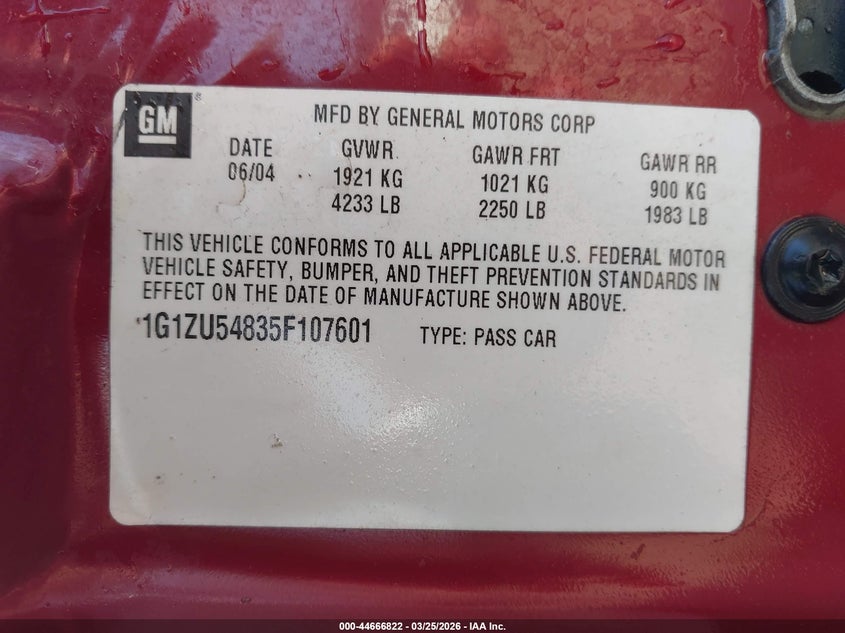 GM ®
MFD BY GENERAL MOTORS CORP
DATE GVWR GAWR FRT GAWR RR
06/04 1921 KG 1021 KG 900 KG
4233 LB 2250 LB 1983 LB
THIS VEHICLE CONFORMS TO ALL APPLICABLE U.S. FEDERAL MOTOR
VEHICLE SAFETY, BUMPER, AND THEFT PREVENTION STANDARDS IN
EFFECT ON THE DATE OF MANUFACTURE SHOWN ABOVE.
1G1ZU54835F107601 TYPE: PASS CAR
000-44666822 - 03/25/2026 - IAA Inc.